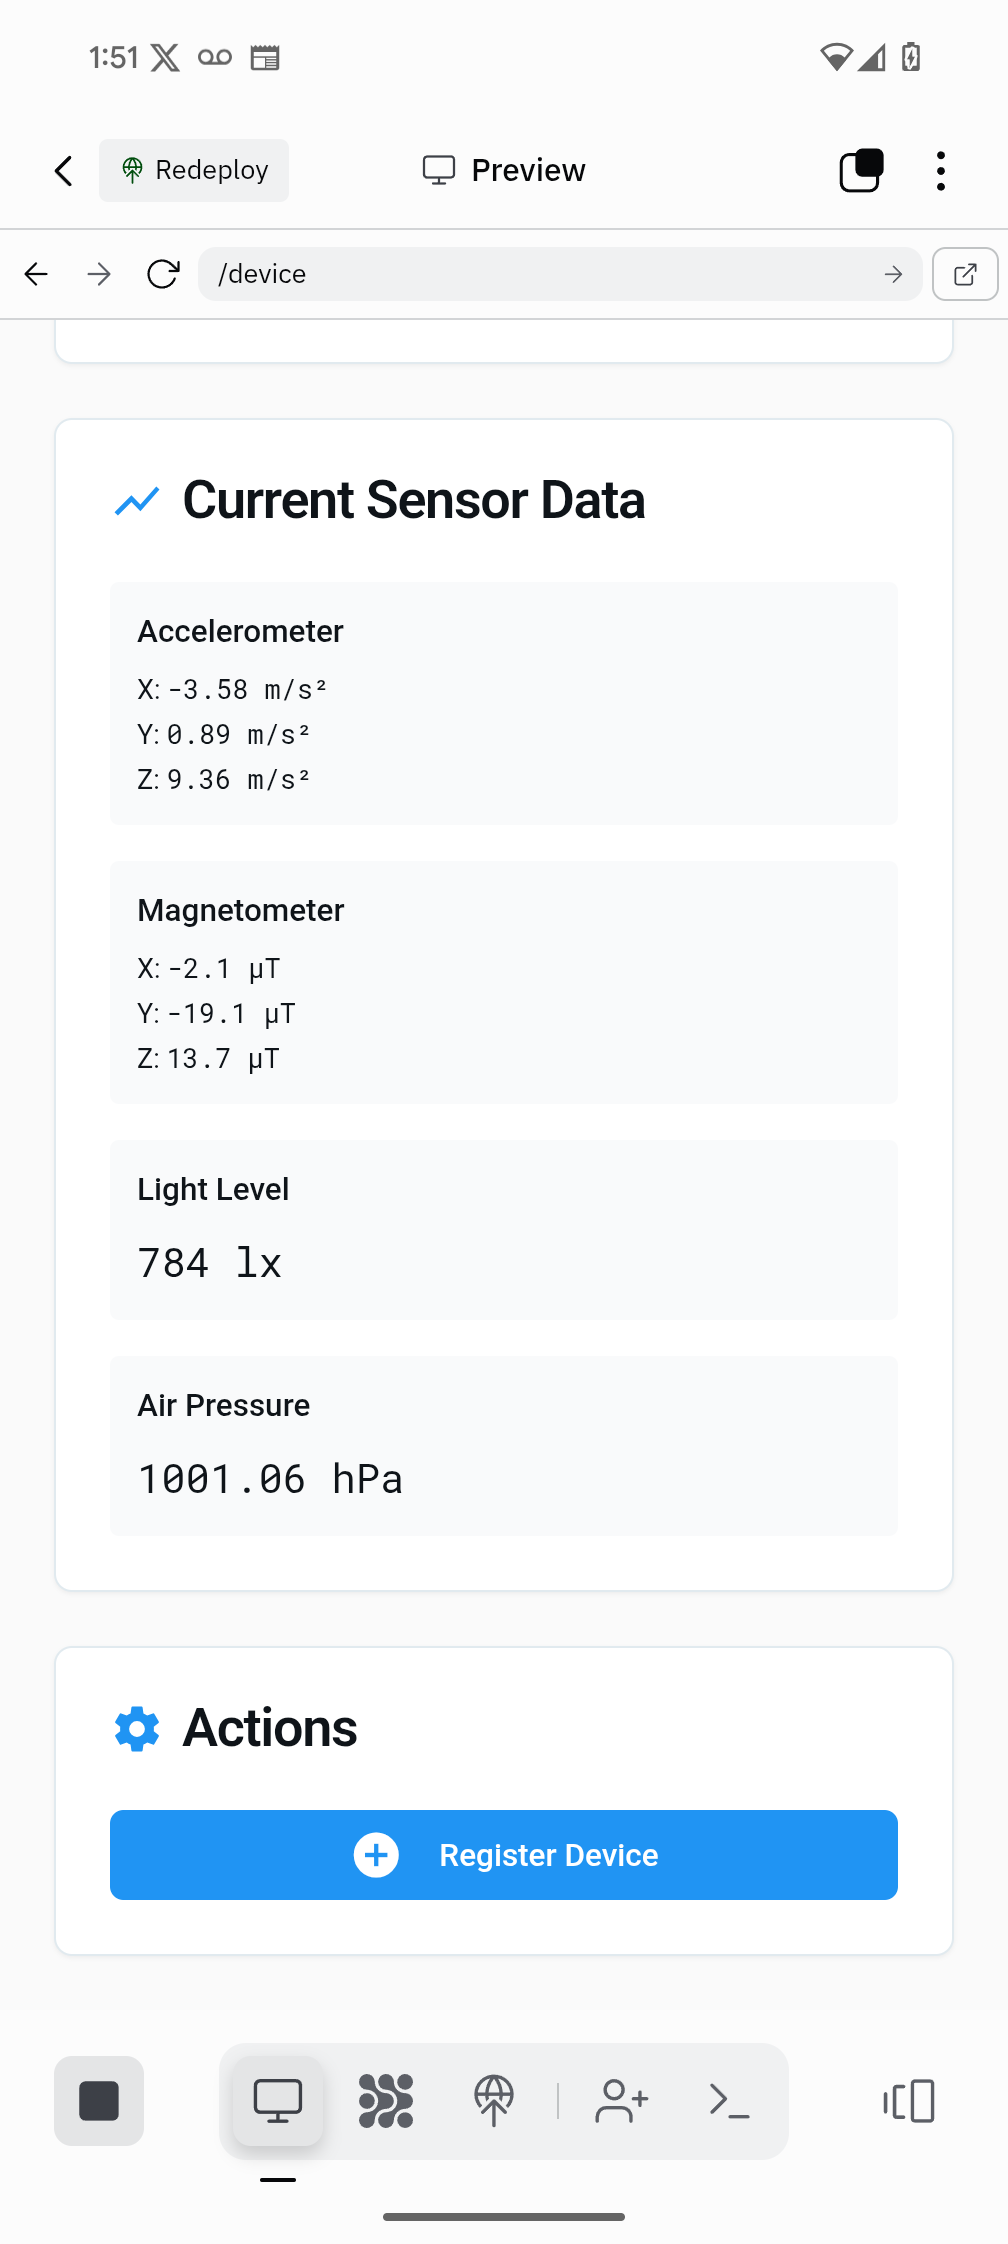 1:51
Redeploy
Preview
/device
Current Sensor Data
Accelerometer
X: -3.58 m/s²
Y: 0.89 m/s²
Z: 9.36 m/s²
Magnetometer
X: -2.1 µT
Y: -19.1 µT
Z: 13.7 µT
Light Level
784 lx
Air Pressure
1001.06 hPa
Actions
Register Device